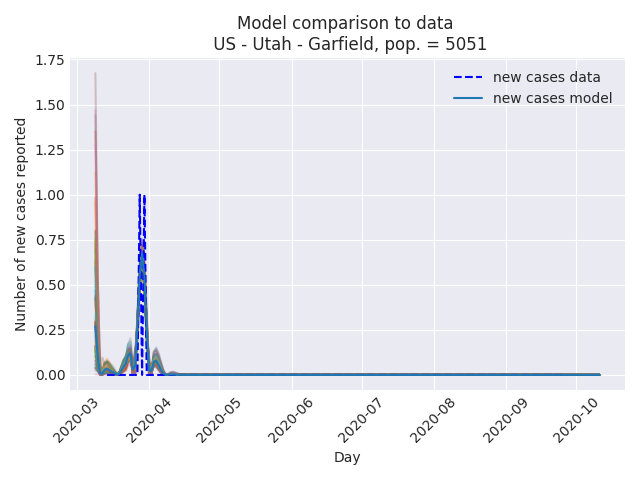 Model comparison to data
US - Utah - Garfield, pop. = 5051
new cases data
new cases model
Number of new cases reported
1.75
1.50
1.25
1.00
0.75
0.50
0.25
0.00
2020-03
2020-04
2020-05
2020-06
2020-07
2020-08
2020-09
2020-10
Day